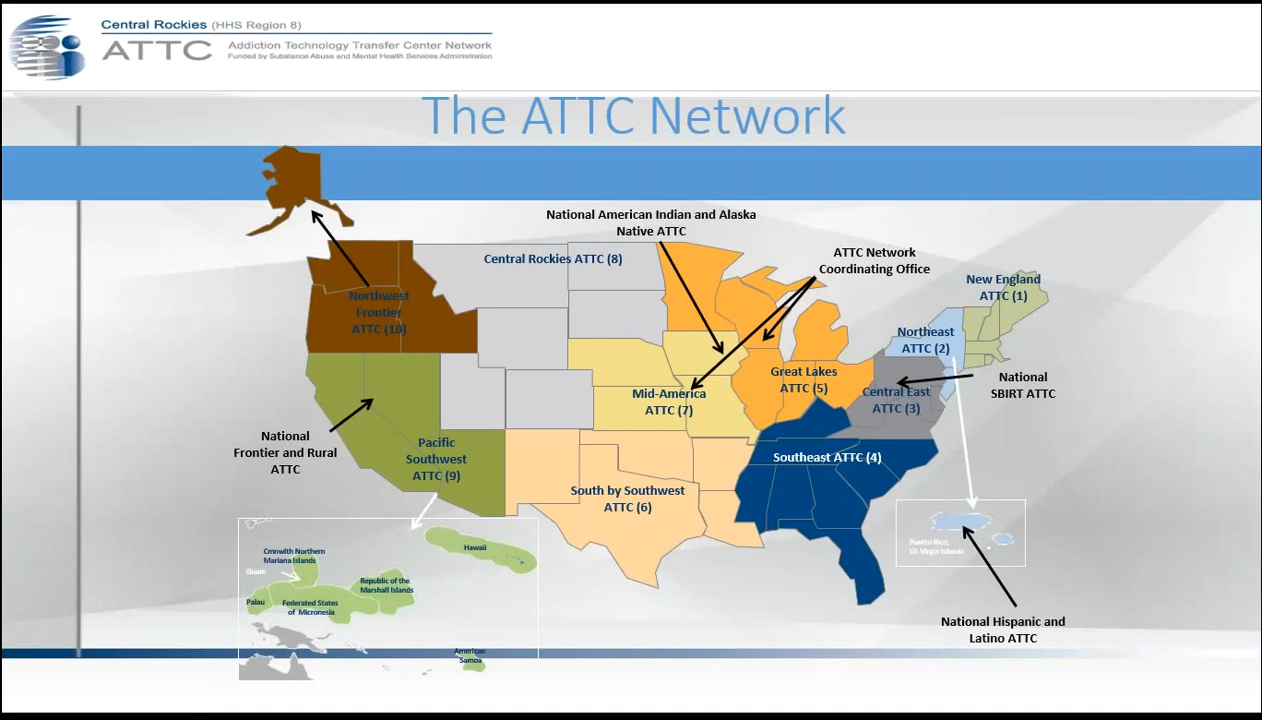 Central Rockies (HHS Region 8)
ATTC
Addiction Technology Transfer Center Network
Funded by Substance Abuse and Mental Health Services Administration
The ATTC Network
National American Indian and Alaska
Native ATTC
ATTC Network
Coordinating Office
Central Rockies ATTC (8)
New England
ATTC (1)
Northwest
Frontier
ATTC (10)
Northeast
ATTC (2)
Great Lakes
ATTC (5)
National
SBIRT ATTC
Mid-America
ATTC (7)
Central East
ATTC (3)
National
Frontier and Rural
ATTC
Pacific
Southwest
ATTC (9)
Southeast ATTC (4)
South by Southwest
ATTC (6)
Puerto Rico,
US Virgin Islands
Hawaii
Cmnwlth Northern
Mariana Islands
Guam
Republic of the
Marshall Islands
Palau
Federated States
of Micronesia
American
Samoa
National Hispanic and
Latino ATTC